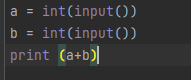 a = int(input())
b = int(input())
print (a+b)